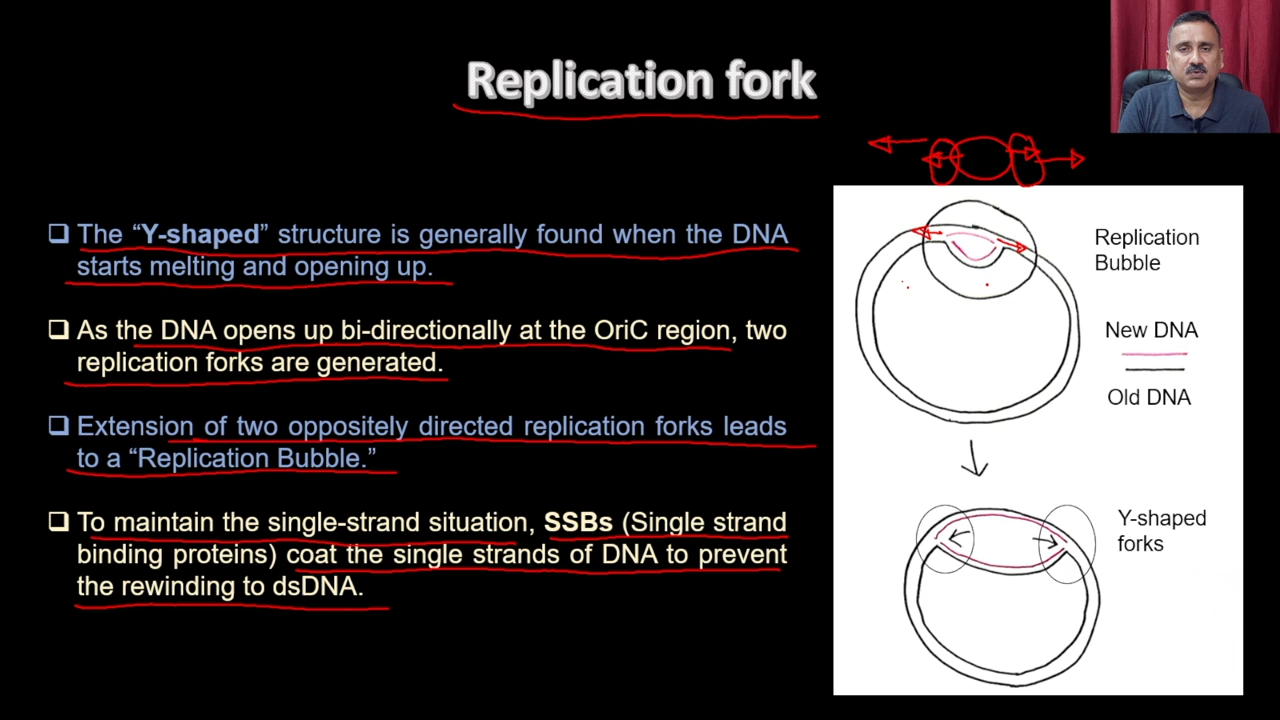 Replication fork
The “Y-shaped” structure is generally found when the DNA
starts melting and opening up.
As the DNA opens up bi-directionally at the OriC region, two
replication forks are generated.
Extension of two oppositely directed replication forks leads
to a “Replication Bubble.”
To maintain the single-strand situation, SSBs (Single strand
binding proteins) coat the single strands of DNA to prevent
the rewinding to dsDNA.
Replication
Bubble
New DNA
Old DNA
Y-shaped
forks